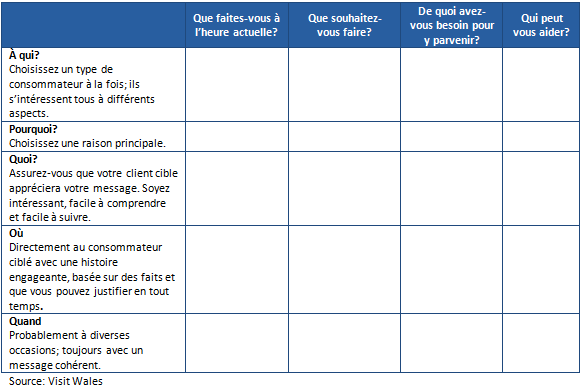 Que faites-vous à l'heure actuelle?
Que souhaitez-vous faire?
De quoi avez-vous besoin pour y parvenir?
Qui peut vous aider?
À qui?
Choisissez un type de
consommateur à la fois; ils
s'intéressent tous à différents
aspects.
Pourquoi?
Choisissez une raison principale.
Quoi?
Assurez-vous que votre client cible
appréciera votre message. Soyez
intéressant, facile à comprendre
et facile à suivre.
Où
Directement au consommateur
ciblé avec une histoire
engageante, basée sur des faits et
que vous pouvez justifier en tout
temps.
Quand
Probablement à diverses
occasions; toujours avec un
message cohérent.
Source: Visit Wales